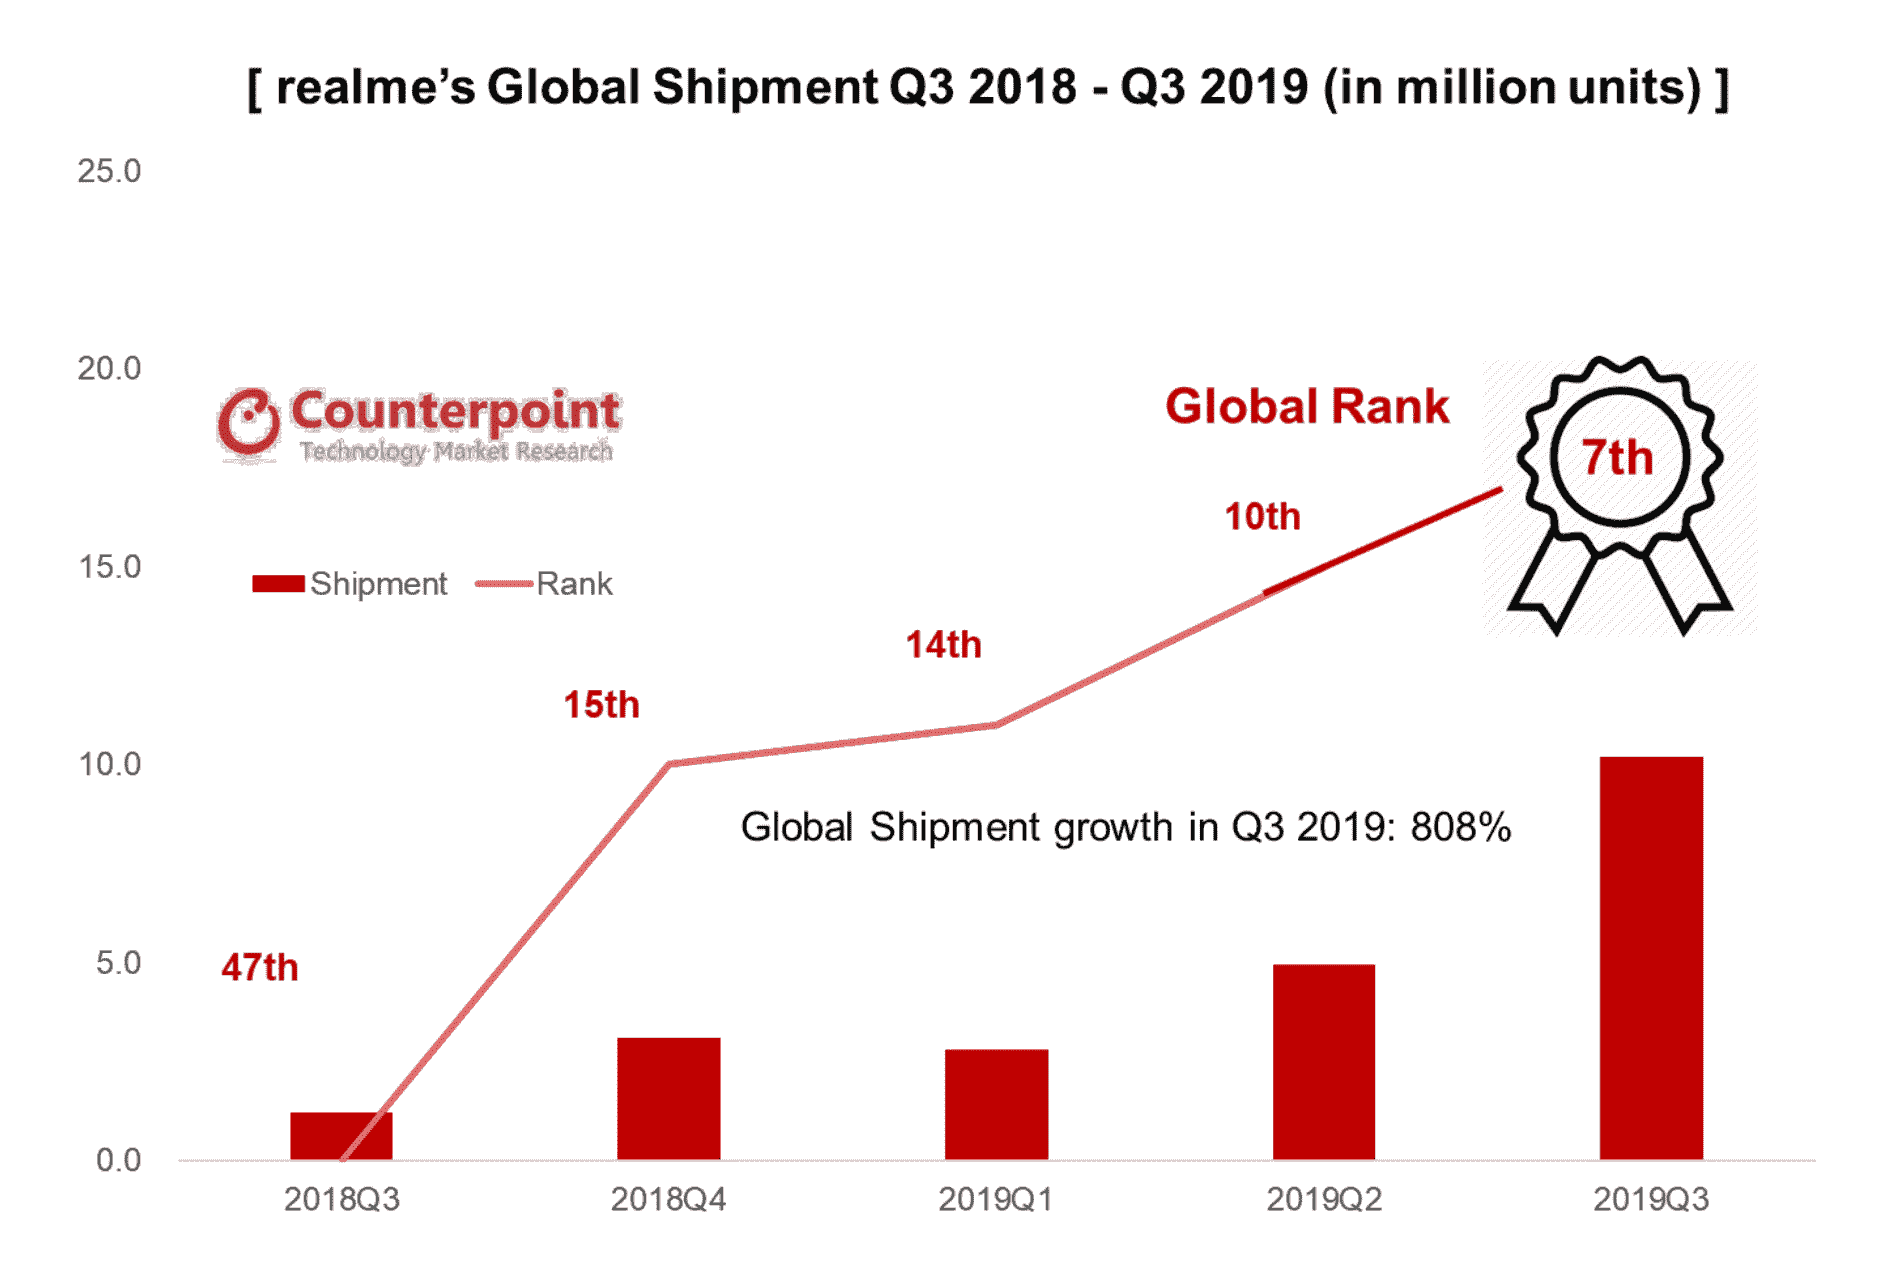 [ realme’s Global Shipment Q3 2018 - Q3 2019 (in million units) ]
25.0
20.0
15.0
10.0
5.0
0.0
Counterpoint
Technology Market Research
Shipment
Rank
Global Rank
7th
10th
14th
15th
47th
Global Shipment growth in Q3 2019: 808%
2018Q3
2018Q4
2019Q1
2019Q2
2019Q3